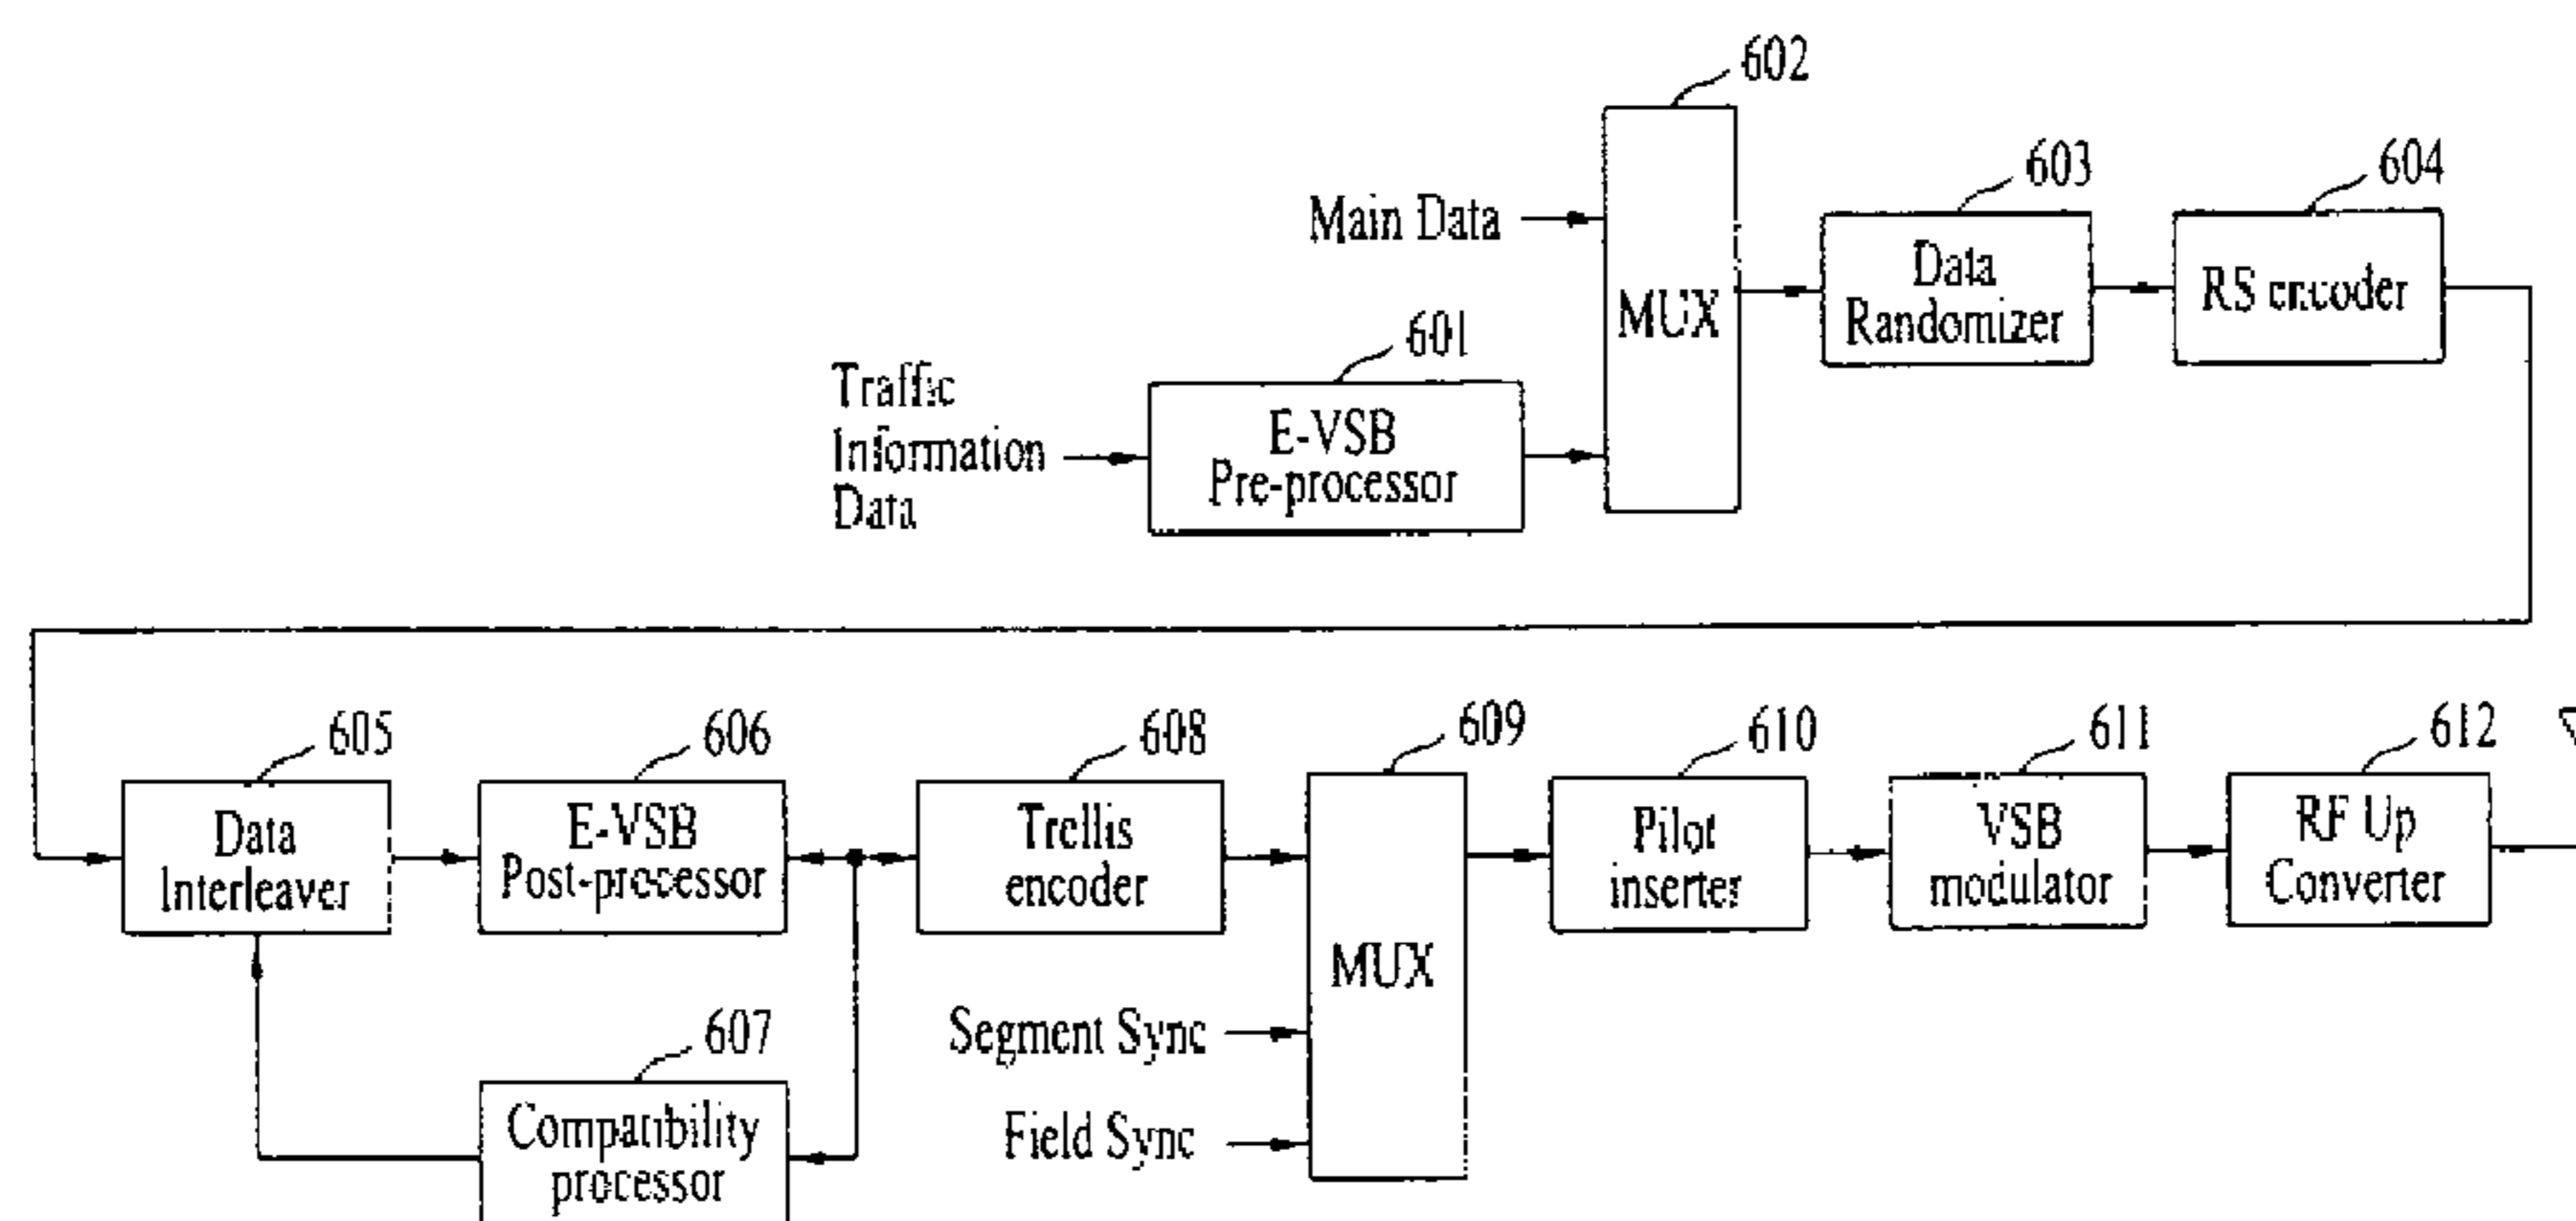 602
603
604
Main Data
Data
Randomizer
RS encoder
MUX
601
Traffic
Information
Data
E-VSB
Pre-processor
605
606
608
609
610
611
612
Data
Interleaver
E-VSB
Post-processor
Trellis
encoder
MUX
Pilot
inserter
VSB
modulator
RF Up
Converter
Segment Sync
607
Compatibility
processor
Field Sync